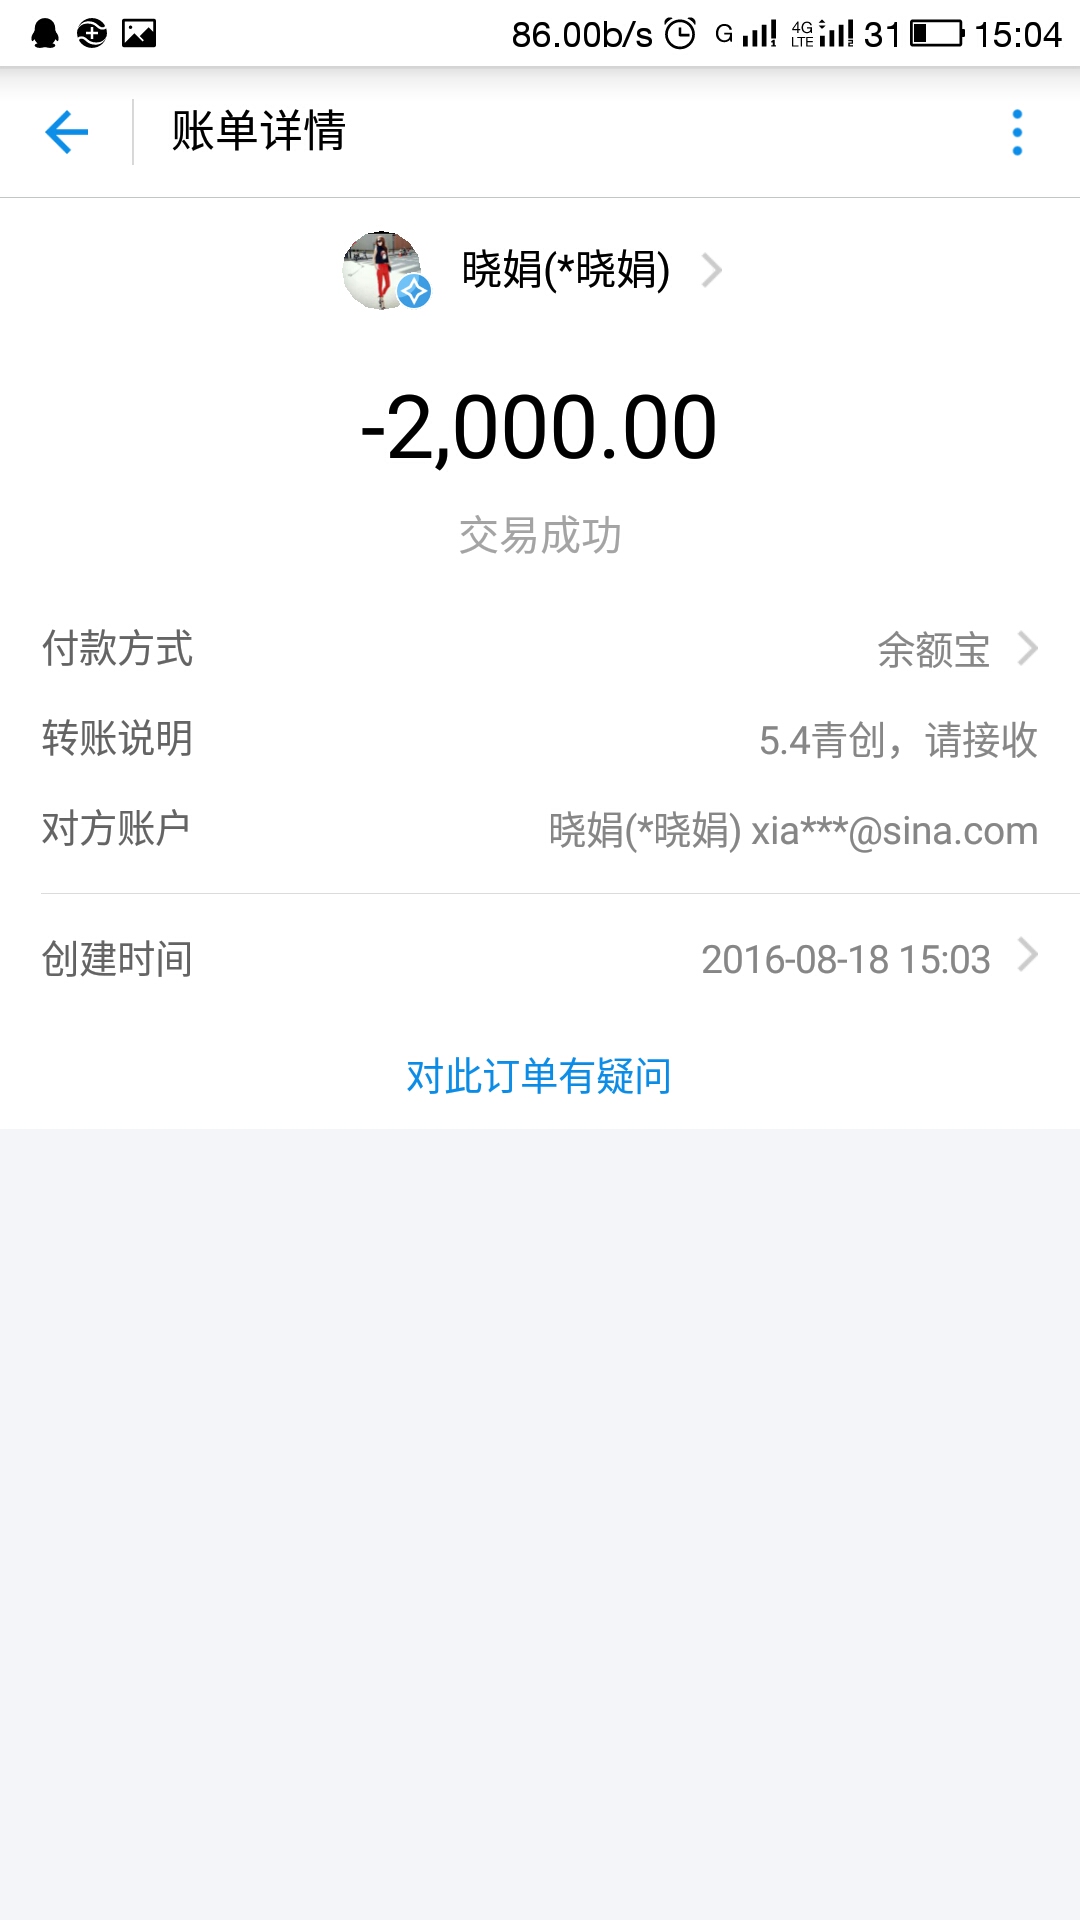 86.00b/s G 4G LTE 31 15:04
账单详情
晓娟(*晓娟)
-2,000.00
交易成功
付款方式 余额宝
转账说明 5.4青创，请接收
对方账户 晓娟(*晓娟) xia***@sina.com
创建时间 2016-08-18 15:03
对此订单有疑问